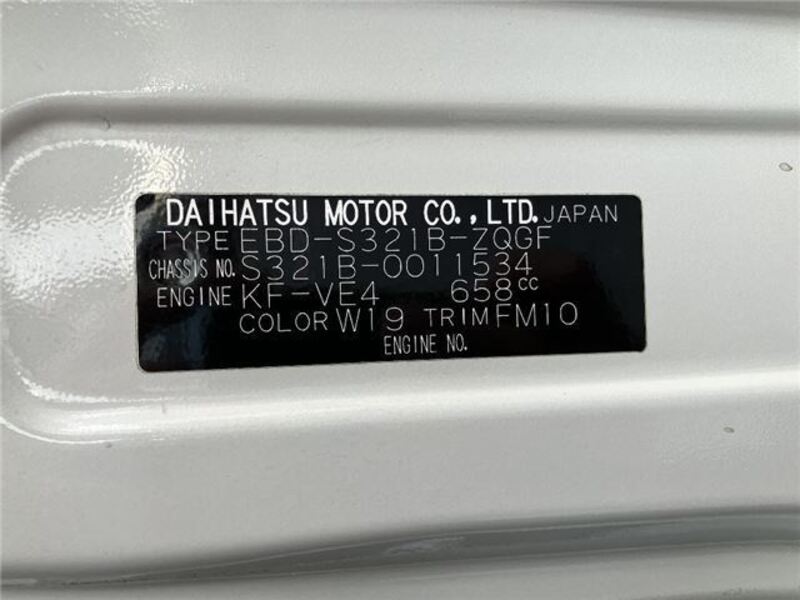 DAIHATSU MOTOR CO.,LTD. JAPAN
TYPE EBD-S321B-ZQGF
CHASSIS NO. S321B-0011534
ENGINE KF-VE4 658cc
COLOR W19 TRIM FM10
ENGINE NO.